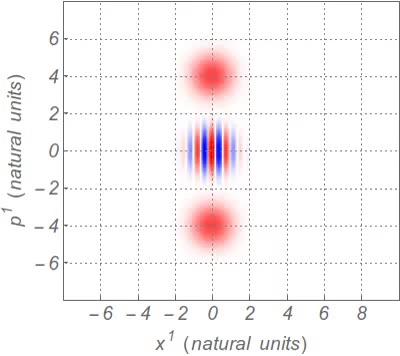 6
4
2
0
−2
−4
−6
p¹ (natural units)
−6 −4 −2 0 2 4 6 8
x¹ (natural units)